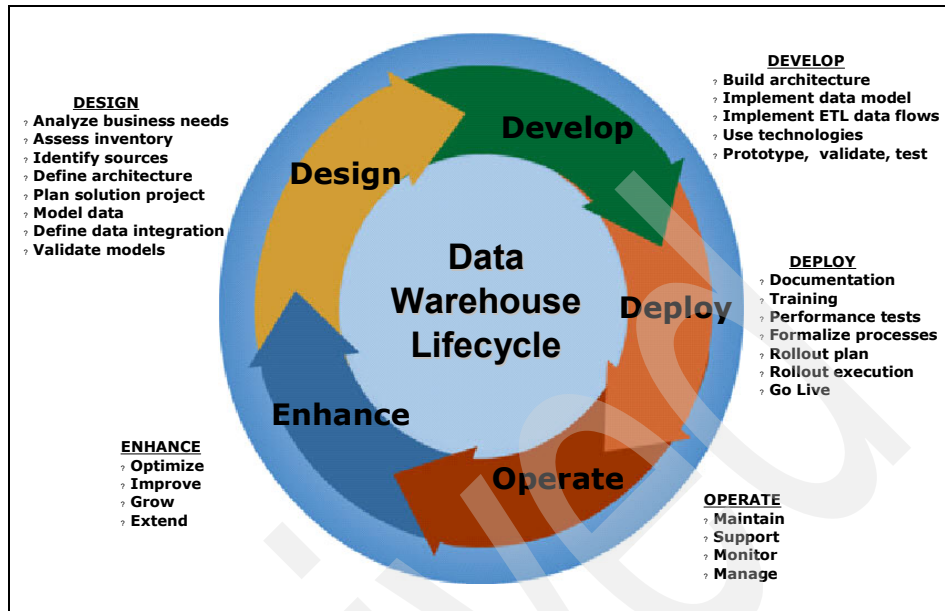 DESIGN
? Analyze business needs
? Assess inventory
? Identify sources
? Define architecture
? Plan solution project
? Model data
? Define data integration
? Validate models
DEVELOP
? Build architecture
? Implement data model
? Implement ETL data flows
? Use technologies
? Prototype, validate, test
Develop
Design
Data
Warehouse
Lifecycle
Deploy
DEPLOY
? Documentation
? Training
? Performance tests
? Formalize processes
? Rollout plan
? Rollout execution
? Go Live
Enhance
Operate
ENHANCE
? Optimize
? Improve
? Grow
? Extend
OPERATE
? Maintain
? Support
? Monitor
? Manage